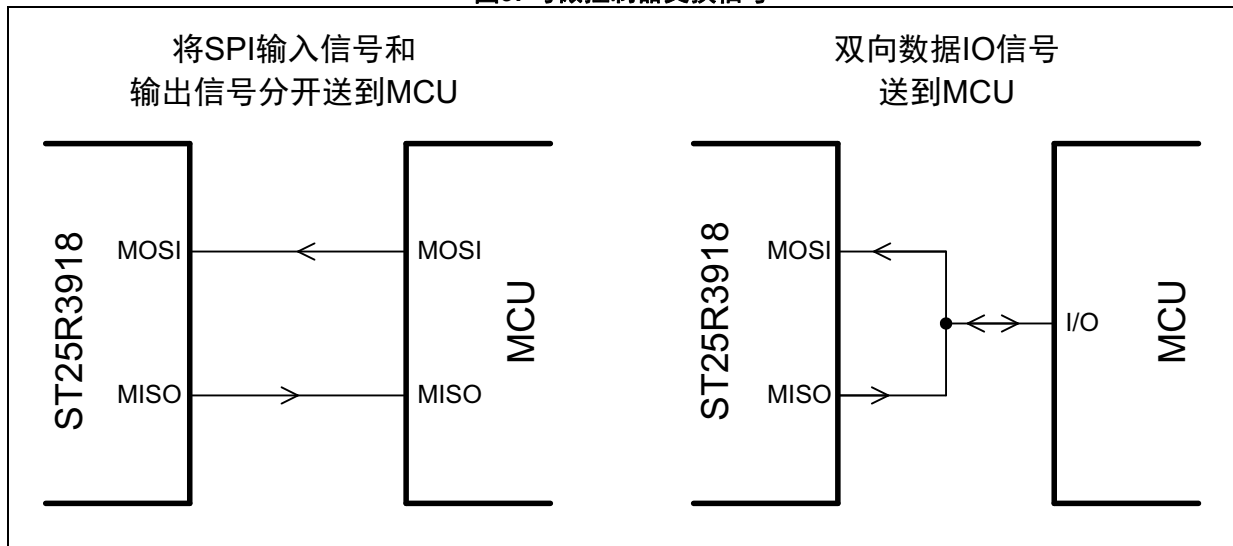 将SPI输入信号和
输出信号分开送到MCU
ST25R3918
MOSI
MISO
MOSI
MISO
MCU
双向数据IO信号
送到MCU
ST25R3918
MOSI
MISO
I/O
MCU